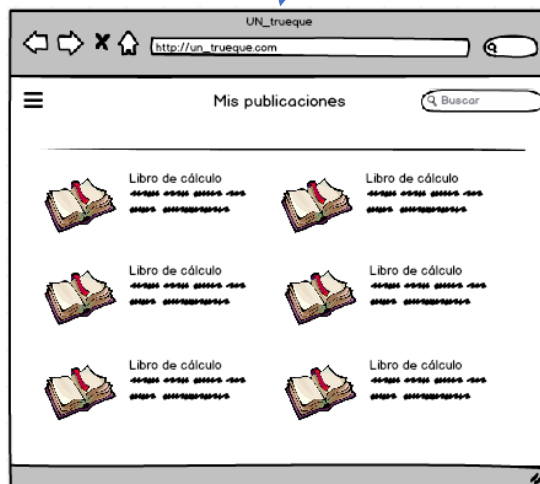 UN_trueque
http://un_trueque.com
Mis publicaciones
Buscar
Libro de cálculo
Libro de cálculo
Libro de cálculo
Libro de cálculo
Libro de cálculo
Libro de cálculo